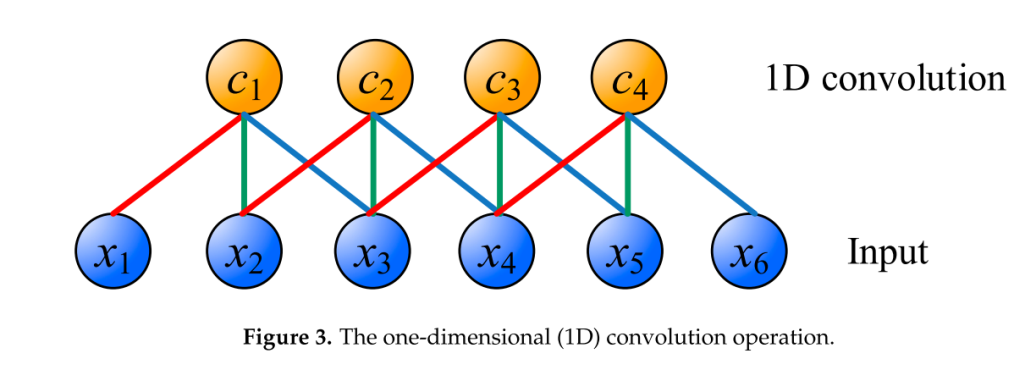 c1 c2 c3 c4 1D convolution
x1 x2 x3 x4 x5 x6 Input
Figure 3. The one-dimensional (1D) convolution operation.